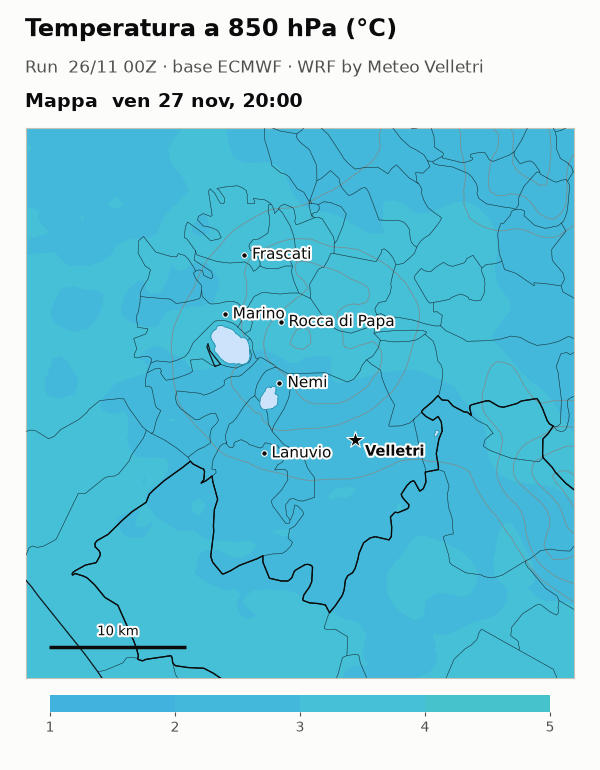 Temperatura a 850 hPa (°C)
Run  26/11 00Z · base ECMWF · WRF by Meteo Velletri
Mappa  ven 27 nov, 20:00
Frascati
Marino
Rocca di Papa
Nemi
Velletri
Lanuvio
10 km
1 2 3 4 5